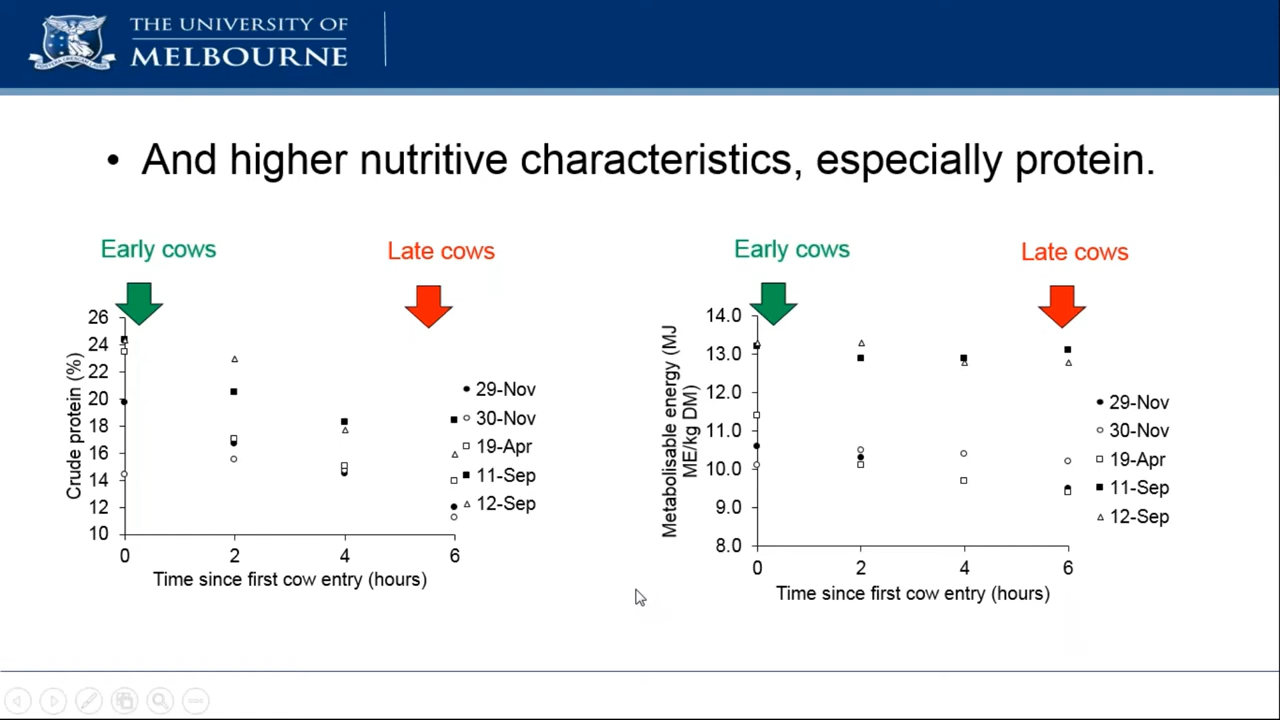 THE UNIVERSITY OF
MELBOURNE
• And higher nutritive characteristics, especially protein.
Early cows
Late cows
26
24
22
20
18
16
14
12
10
Crude protein (%)
0 2 4 6
Time since first cow entry (hours)
29-Nov
30-Nov
19-Apr
11-Sep
12-Sep
Early cows
Late cows
14.0
13.0
12.0
11.0
10.0
9.0
8.0
Metabolisable energy (MJ
ME/kg DM)
0 2 4 6
Time since first cow entry (hours)
29-Nov
30-Nov
19-Apr
11-Sep
12-Sep